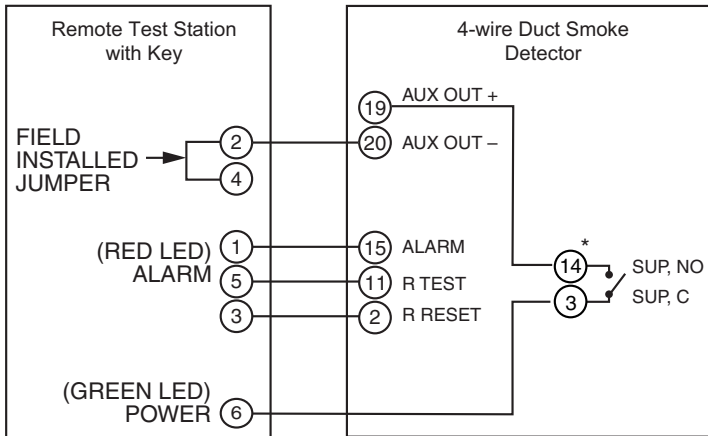 Remote Test Station
with Key
4-wire Duct Smoke
Detector
19 AUX OUT +
FIELD
INSTALLED
JUMPER
2
4
20 AUX OUT –
(RED LED)
ALARM
1
5
3
15 ALARM
11 R TEST
2 R RESET
*
14 SUP, NO
3 SUP, C
(GREEN LED)
POWER 6